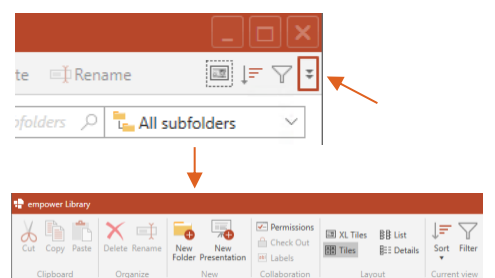 te Rename
ofolders All subfolders
empower Library
Cut Copy Paste Delete Rename New Folder New Presentation Permissions Check Out Labels XL Tiles Tiles List Details Sort Filter
Clipboard Organize New Collaboration Layout Current view